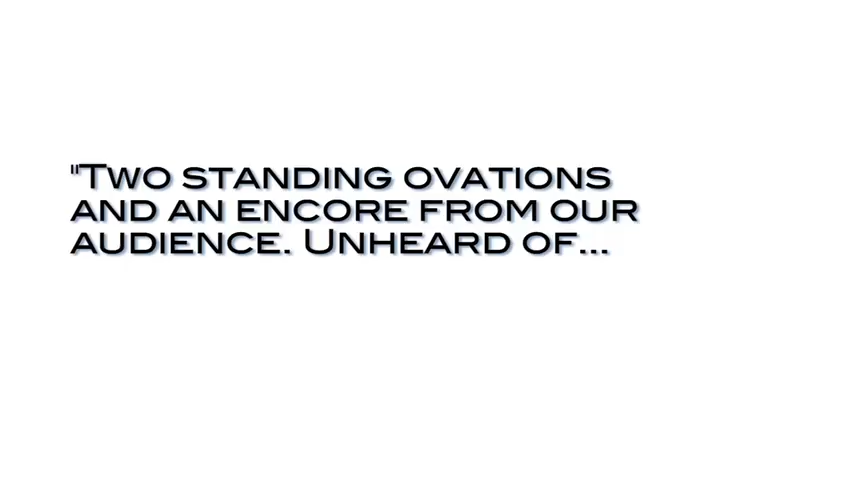 "Two standing ovations
and an encore from our
audience. Unheard of...